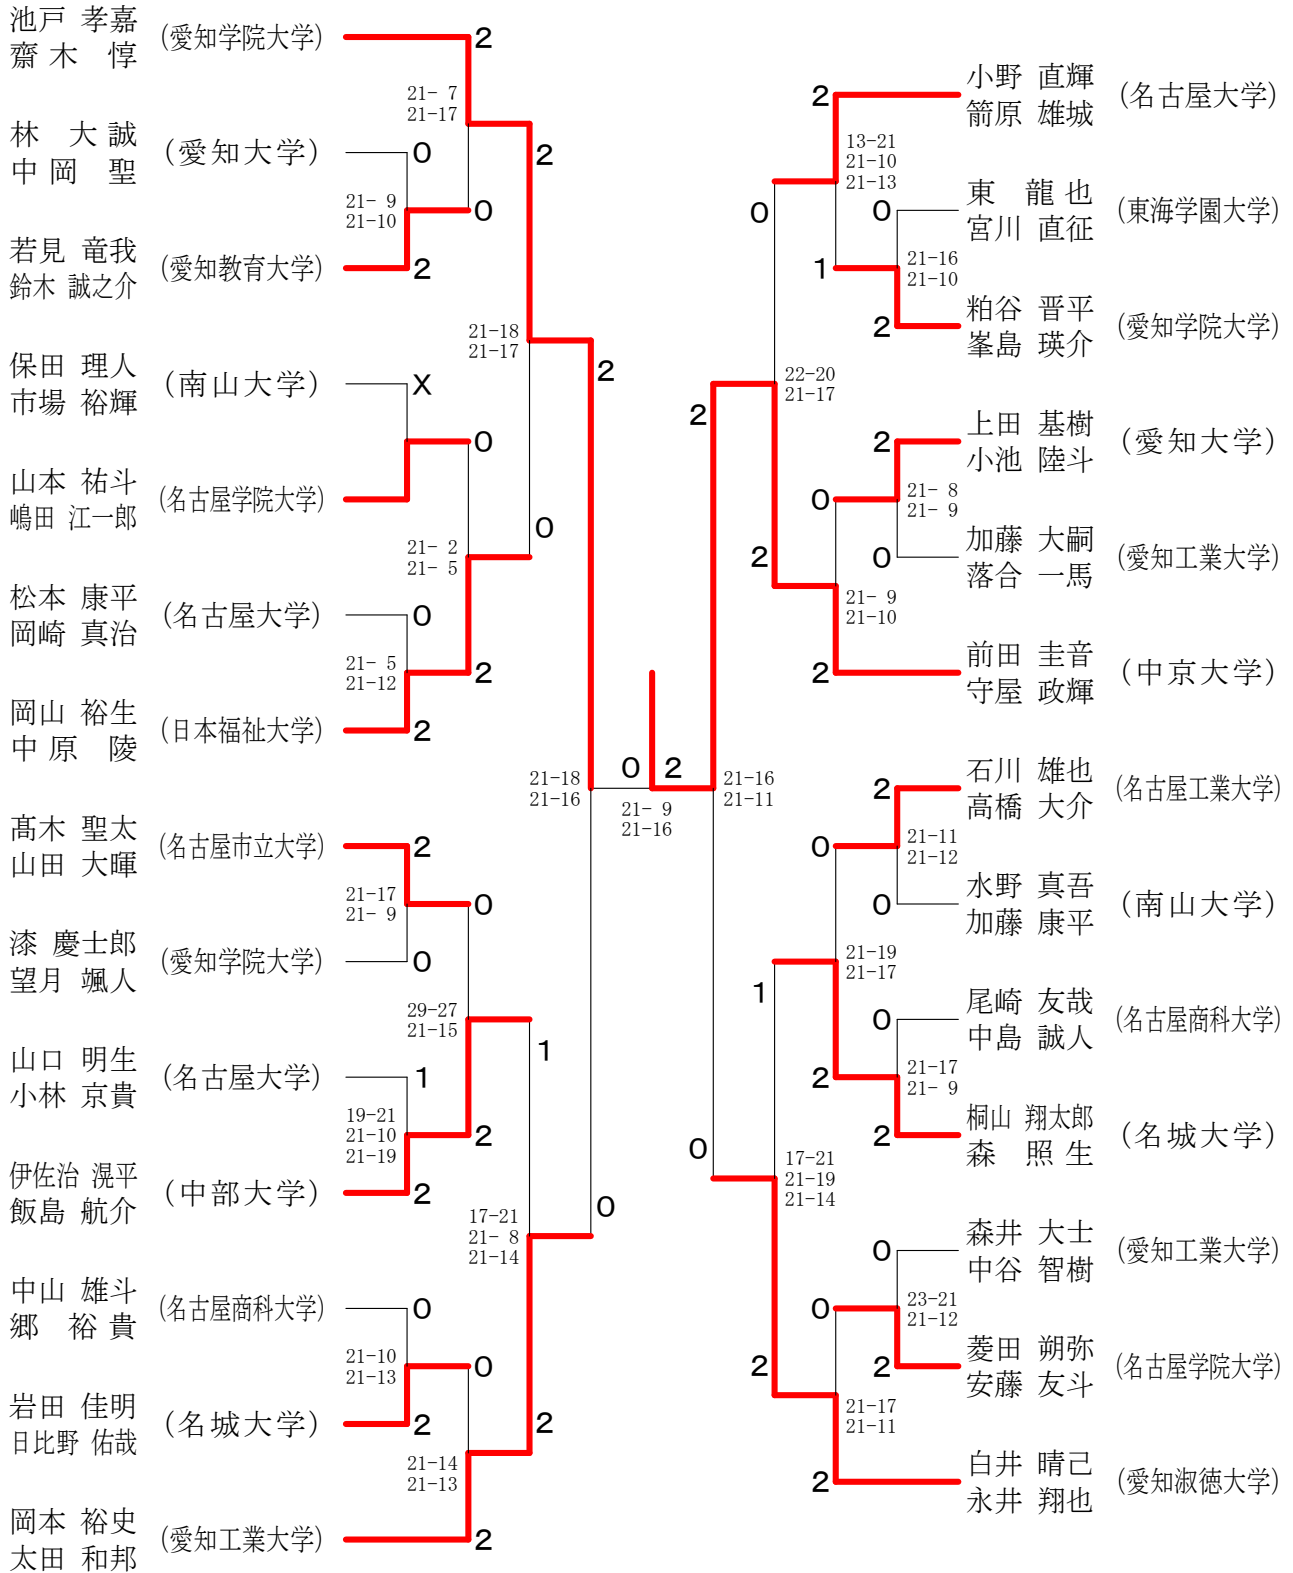 池戸 孝嘉
齋木 惇
(愛知学院大学)
2
21- 7
21-17
林 大誠
中岡 聖
(愛知大学)
0
2
21- 9
21-10
0
若見 竜我
鈴木 誠之介
(愛知教育大学)
2
21-18
21-17
保田 理人
市場 裕輝
(南山大学)
X
2
0
山本 祐斗
嶋田 江一郎
(名古屋学院大学)
0
21- 2
21- 5
松本 康平
岡崎 真治
(名古屋大学)
0
21- 5
21-12
2
岡山 裕生
中原 陵
(日本福祉大学)
2
21-18
21-16
0
2
21- 9
21-16
髙木 聖太
山田 大暉
(名古屋市立大学)
2
21-17
21- 9
0
漆 慶士郎
望月 颯人
(愛知学院大学)
0
29-27
21-15
1
山口 明生
小林 京貴
(名古屋大学)
1
19-21
21-10
21-19
2
伊佐治 滉平
飯島 航介
(中部大学)
2
17-21
21- 8
21-14
0
中山 雄斗
郷 裕貴
(名古屋商科大学)
0
21-10
21-13
0
岩田 佳明
日比野 佑哉
(名城大学)
2
2
21-14
21-13
岡本 裕史
太田 和邦
(愛知工業大学)
2
2
小野 直輝
箭原 雄城
(名古屋大学)
13-21
21-10
21-13
0
0
東 龍也
宮川 直征
(東海学園大学)
1
21-16
21-10
2
粕谷 晋平
峯島 瑛介
(愛知学院大学)
22-20
21-17
2
2
上田 基樹
小池 陸斗
(愛知大学)
0
21- 8
21- 9
2
0
加藤 大嗣
落合 一馬
(愛知工業大学)
21- 9
21-10
2
前田 圭音
守屋 政輝
(中京大学)
21-16
21-11
2
石川 雄也
高橋 大介
(名古屋工業大学)
0
21-11
21-12
0
水野 真吾
加藤 康平
(南山大学)
21-19
21-17
1
0
尾崎 友哉
中島 誠人
(名古屋商科大学)
2
21-17
21- 9
2
桐山 翔太郎
森 照生
(名城大学)
0
17-21
21-19
21-14
0
森井 大士
中谷 智樹
(愛知工業大学)
0
23-21
21-12
2
2
菱田 朔弥
安藤 友斗
(名古屋学院大学)
21-17
21-11
2
白井 晴己
永井 翔也
(愛知淑徳大学)